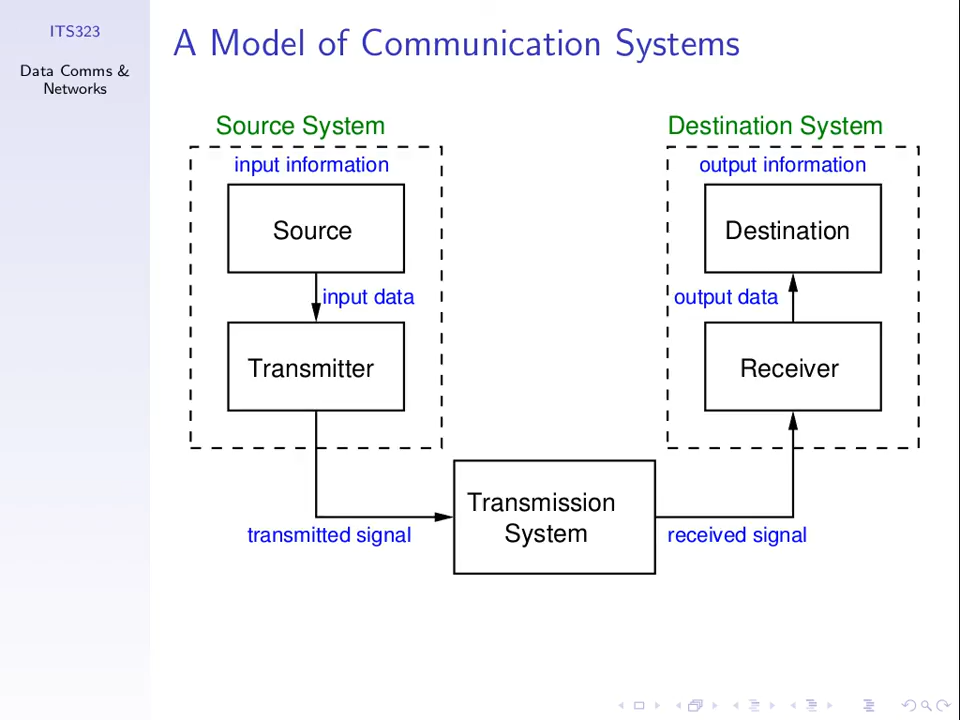 ITS323
Data Comms &
Networks
A Model of Communication Systems
Source System
input information
Source
input data
Transmitter
transmitted signal
Transmission
System
received signal
Destination System
output information
Destination
output data
Receiver